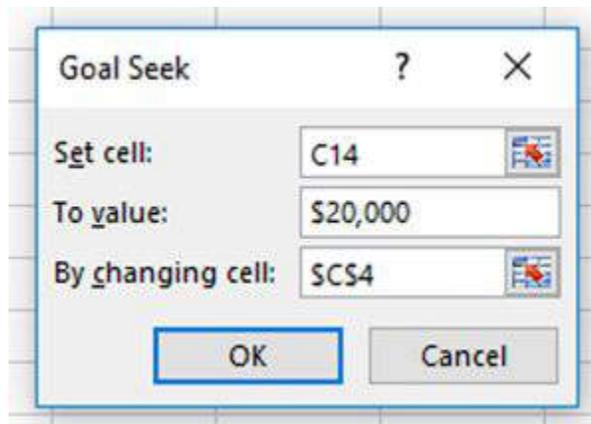 Goal Seek ? ×
Set cell: C14
To value: $20,000
By changing cell: $C$4
OK Cancel